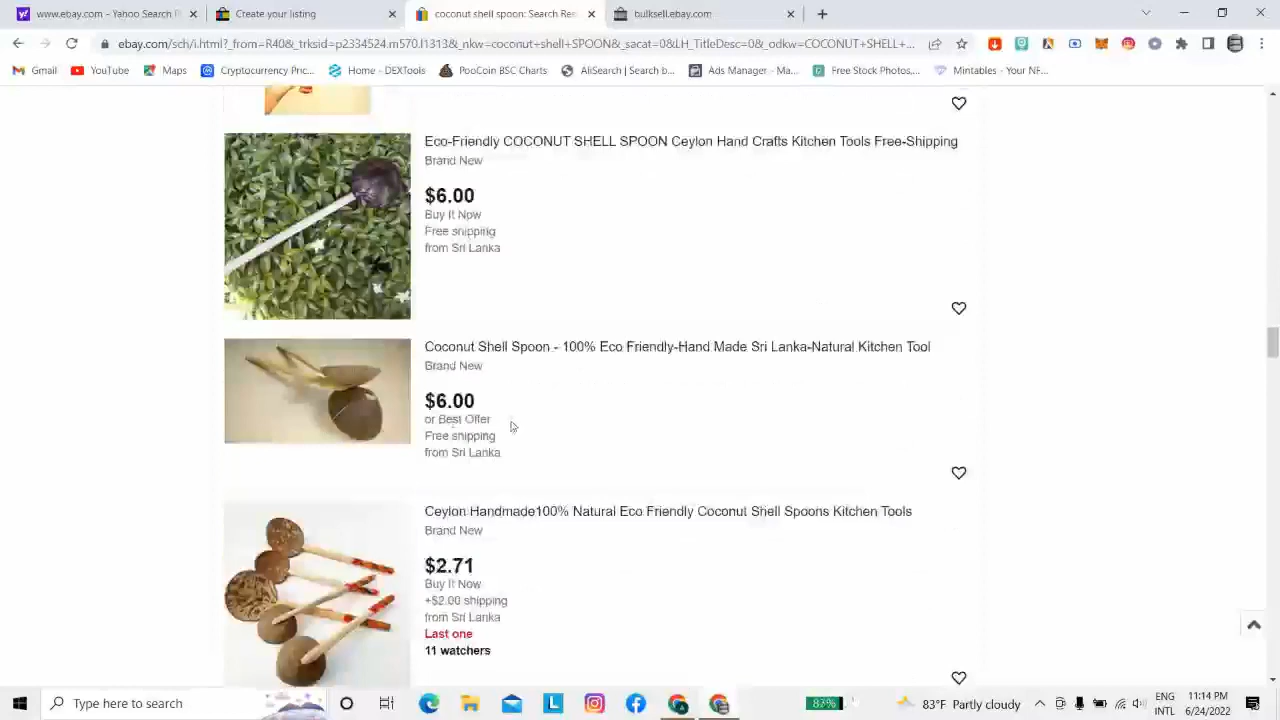 www.ebay.com - Yahoo Search R
Create your listing
coconut shell spoon: Search Res
bulksell.ebay.com
ebay.com/sch/i.html?_from=R40&_trksid=p2334524.m570.l1313&_nkw=coconut+shell+SPOON&_sacat=0&LH_TitleDesc=0&_odkw=COCONUT+SHELL+...
Gmail
YouTube
Maps
Cryptocurrency Pric...
Home - DEXTools
PooCoin BSC Charts
AliSearch | Search b...
Ads Manager - Ma...
Free Stock Photos,...
Mintables - Your NF...
Eco-Friendly COCONUT SHELL SPOON Ceylon Hand Crafts Kitchen Tools Free-Shipping
Brand New
$6.00
Buy It Now
Free shipping
from Sri Lanka
Coconut Shell Spoon - 100% Eco Friendly-Hand Made Sri Lanka-Natural Kitchen Tool
Brand New
$6.00
or Best Offer
Free shipping
from Sri Lanka
Ceylon Handmade100% Natural Eco Friendly Coconut Shell Spoons Kitchen Tools
Brand New
$2.71
Buy It Now
+$2.00 shipping
from Sri Lanka
Last one
11 watchers
Type here to search
83%
83°F Partly cloudy
ENG
INTL
11:14 PM
6/24/2022